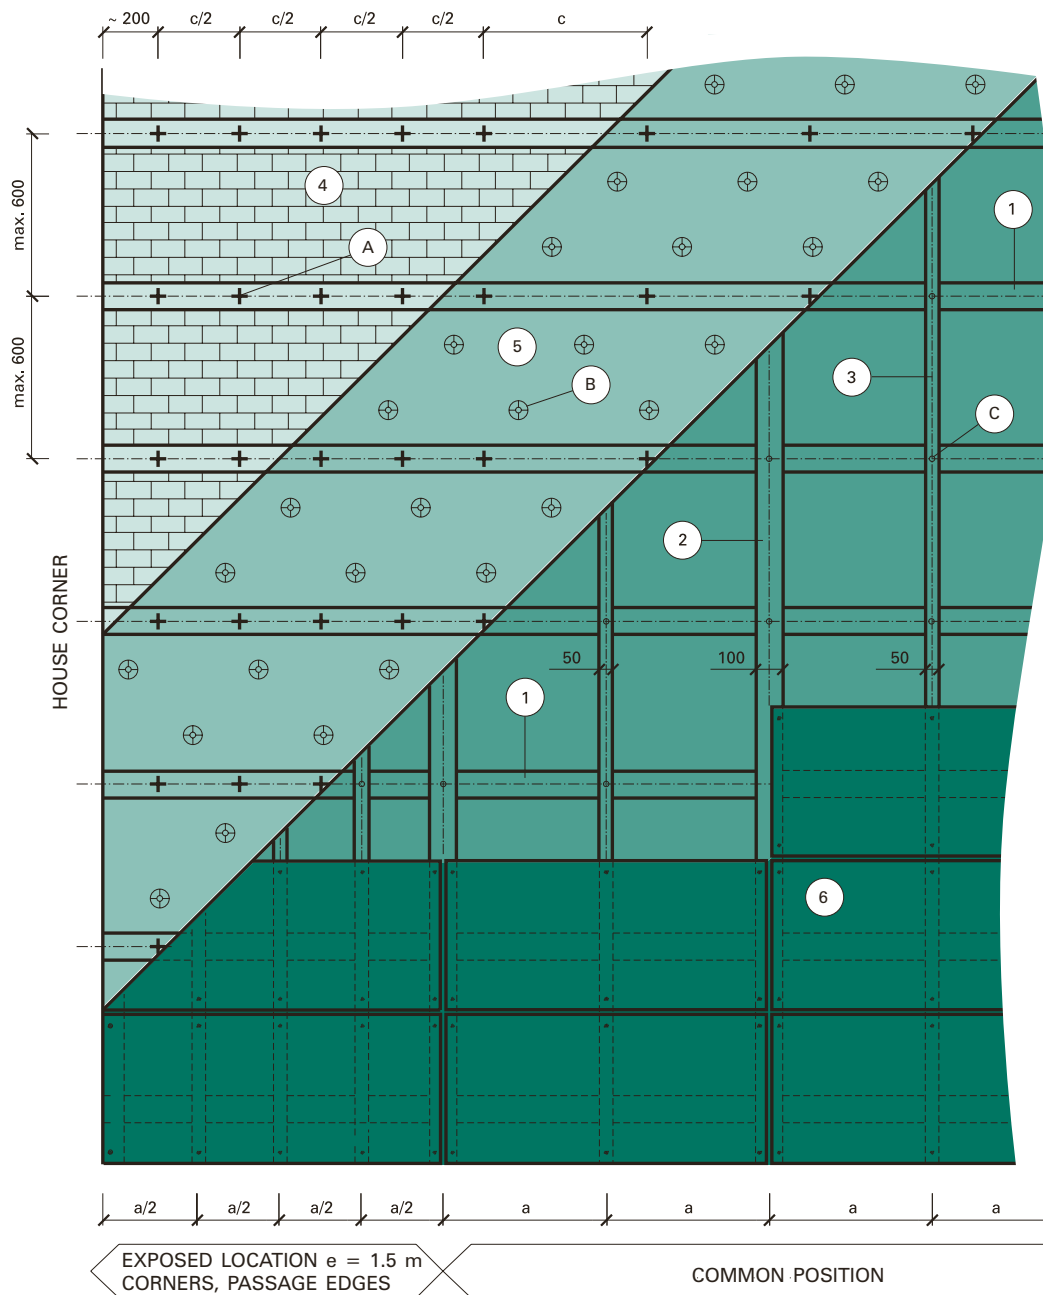 ~ 200
c/2
c/2
c/2
c/2
c
max. 600
4
1
A
5
max. 600
3
B
C
2
HOUSE CORNER
50
100
50
1
6
a/2
a/2
a/2
a/2
a
a
a
a
EXPOSED LOCATION e = 1.5 m
CORNERS, PASSAGE EDGES
COMMON POSITION